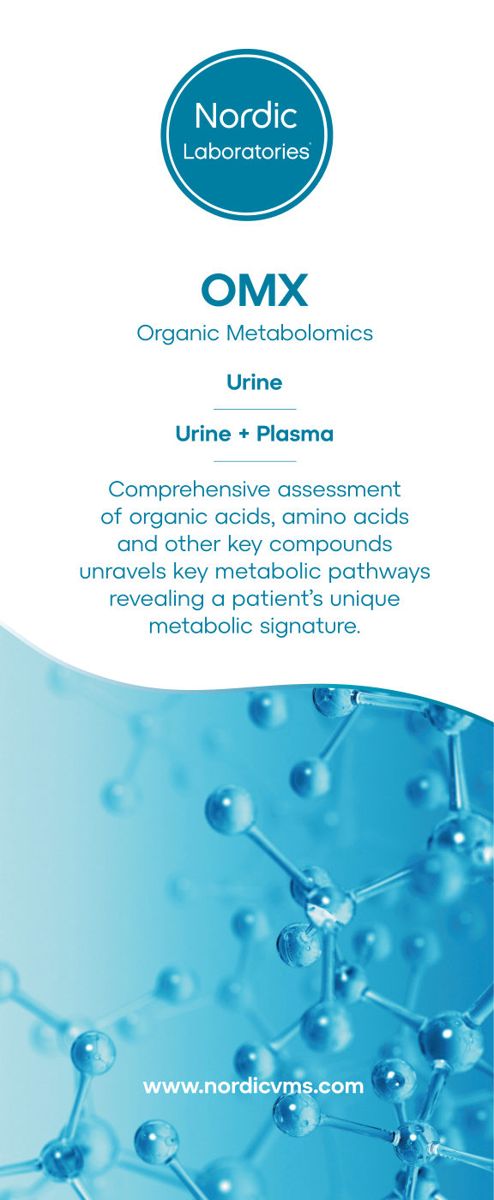 Nordic
Laboratories®
OMX
Organic Metabolomics
Urine
Urine + Plasma
Comprehensive assessment
of organic acids, amino acids
and other key compounds
unravels key metabolic pathways
revealing a patient’s unique
metabolic signature.
www.nordicvms.com